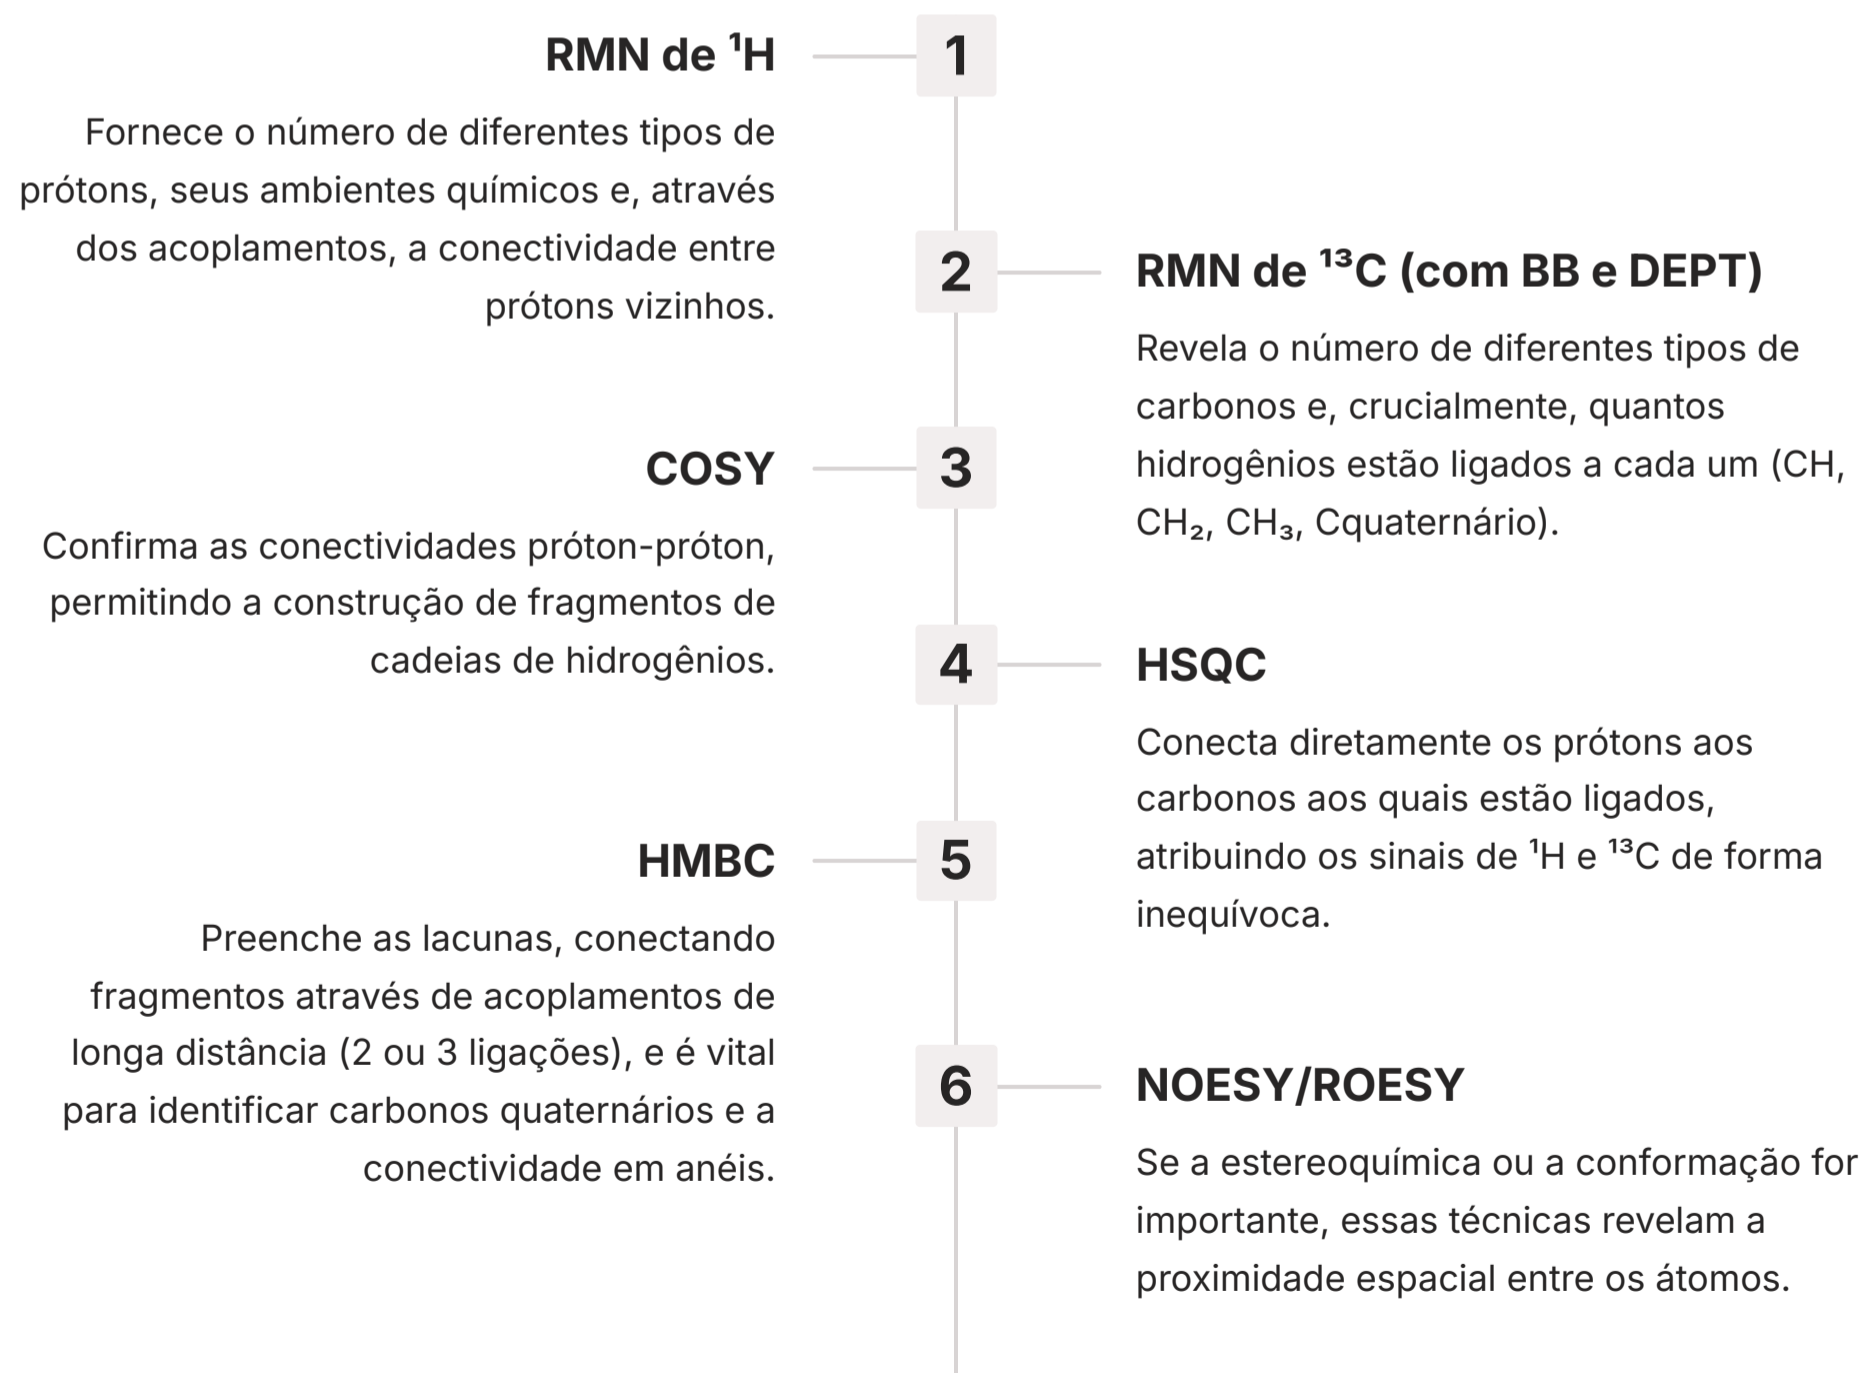 1
RMN de ¹H
Fornece o número de diferentes tipos de
prótons, seus ambientes químicos e, através
dos acoplamentos, a conectividade entre
prótons vizinhos.
2
RMN de ¹³C (com BB e DEPT)
Revela o número de diferentes tipos de
carbonos e, crucialmente, quantos
hidrogênios estão ligados a cada um (CH,
CH₂, CH₃, Cquaternário).
3
COSY
Confirma as conectividades próton-próton,
permitindo a construção de fragmentos de
cadeias de hidrogênios.
4
HSQC
Conecta diretamente os prótons aos
carbonos aos quais estão ligados,
atribuindo os sinais de ¹H e ¹³C de forma
inequívoca.
5
HMBC
Preenche as lacunas, conectando
fragmentos através de acoplamentos de
longa distância (2 ou 3 ligações), e é vital
para identificar carbonos quaternários e a
conectividade em anéis.
6
NOESY/ROESY
Se a estereoquímica ou a conformação for
importante, essas técnicas revelam a
proximidade espacial entre os átomos.